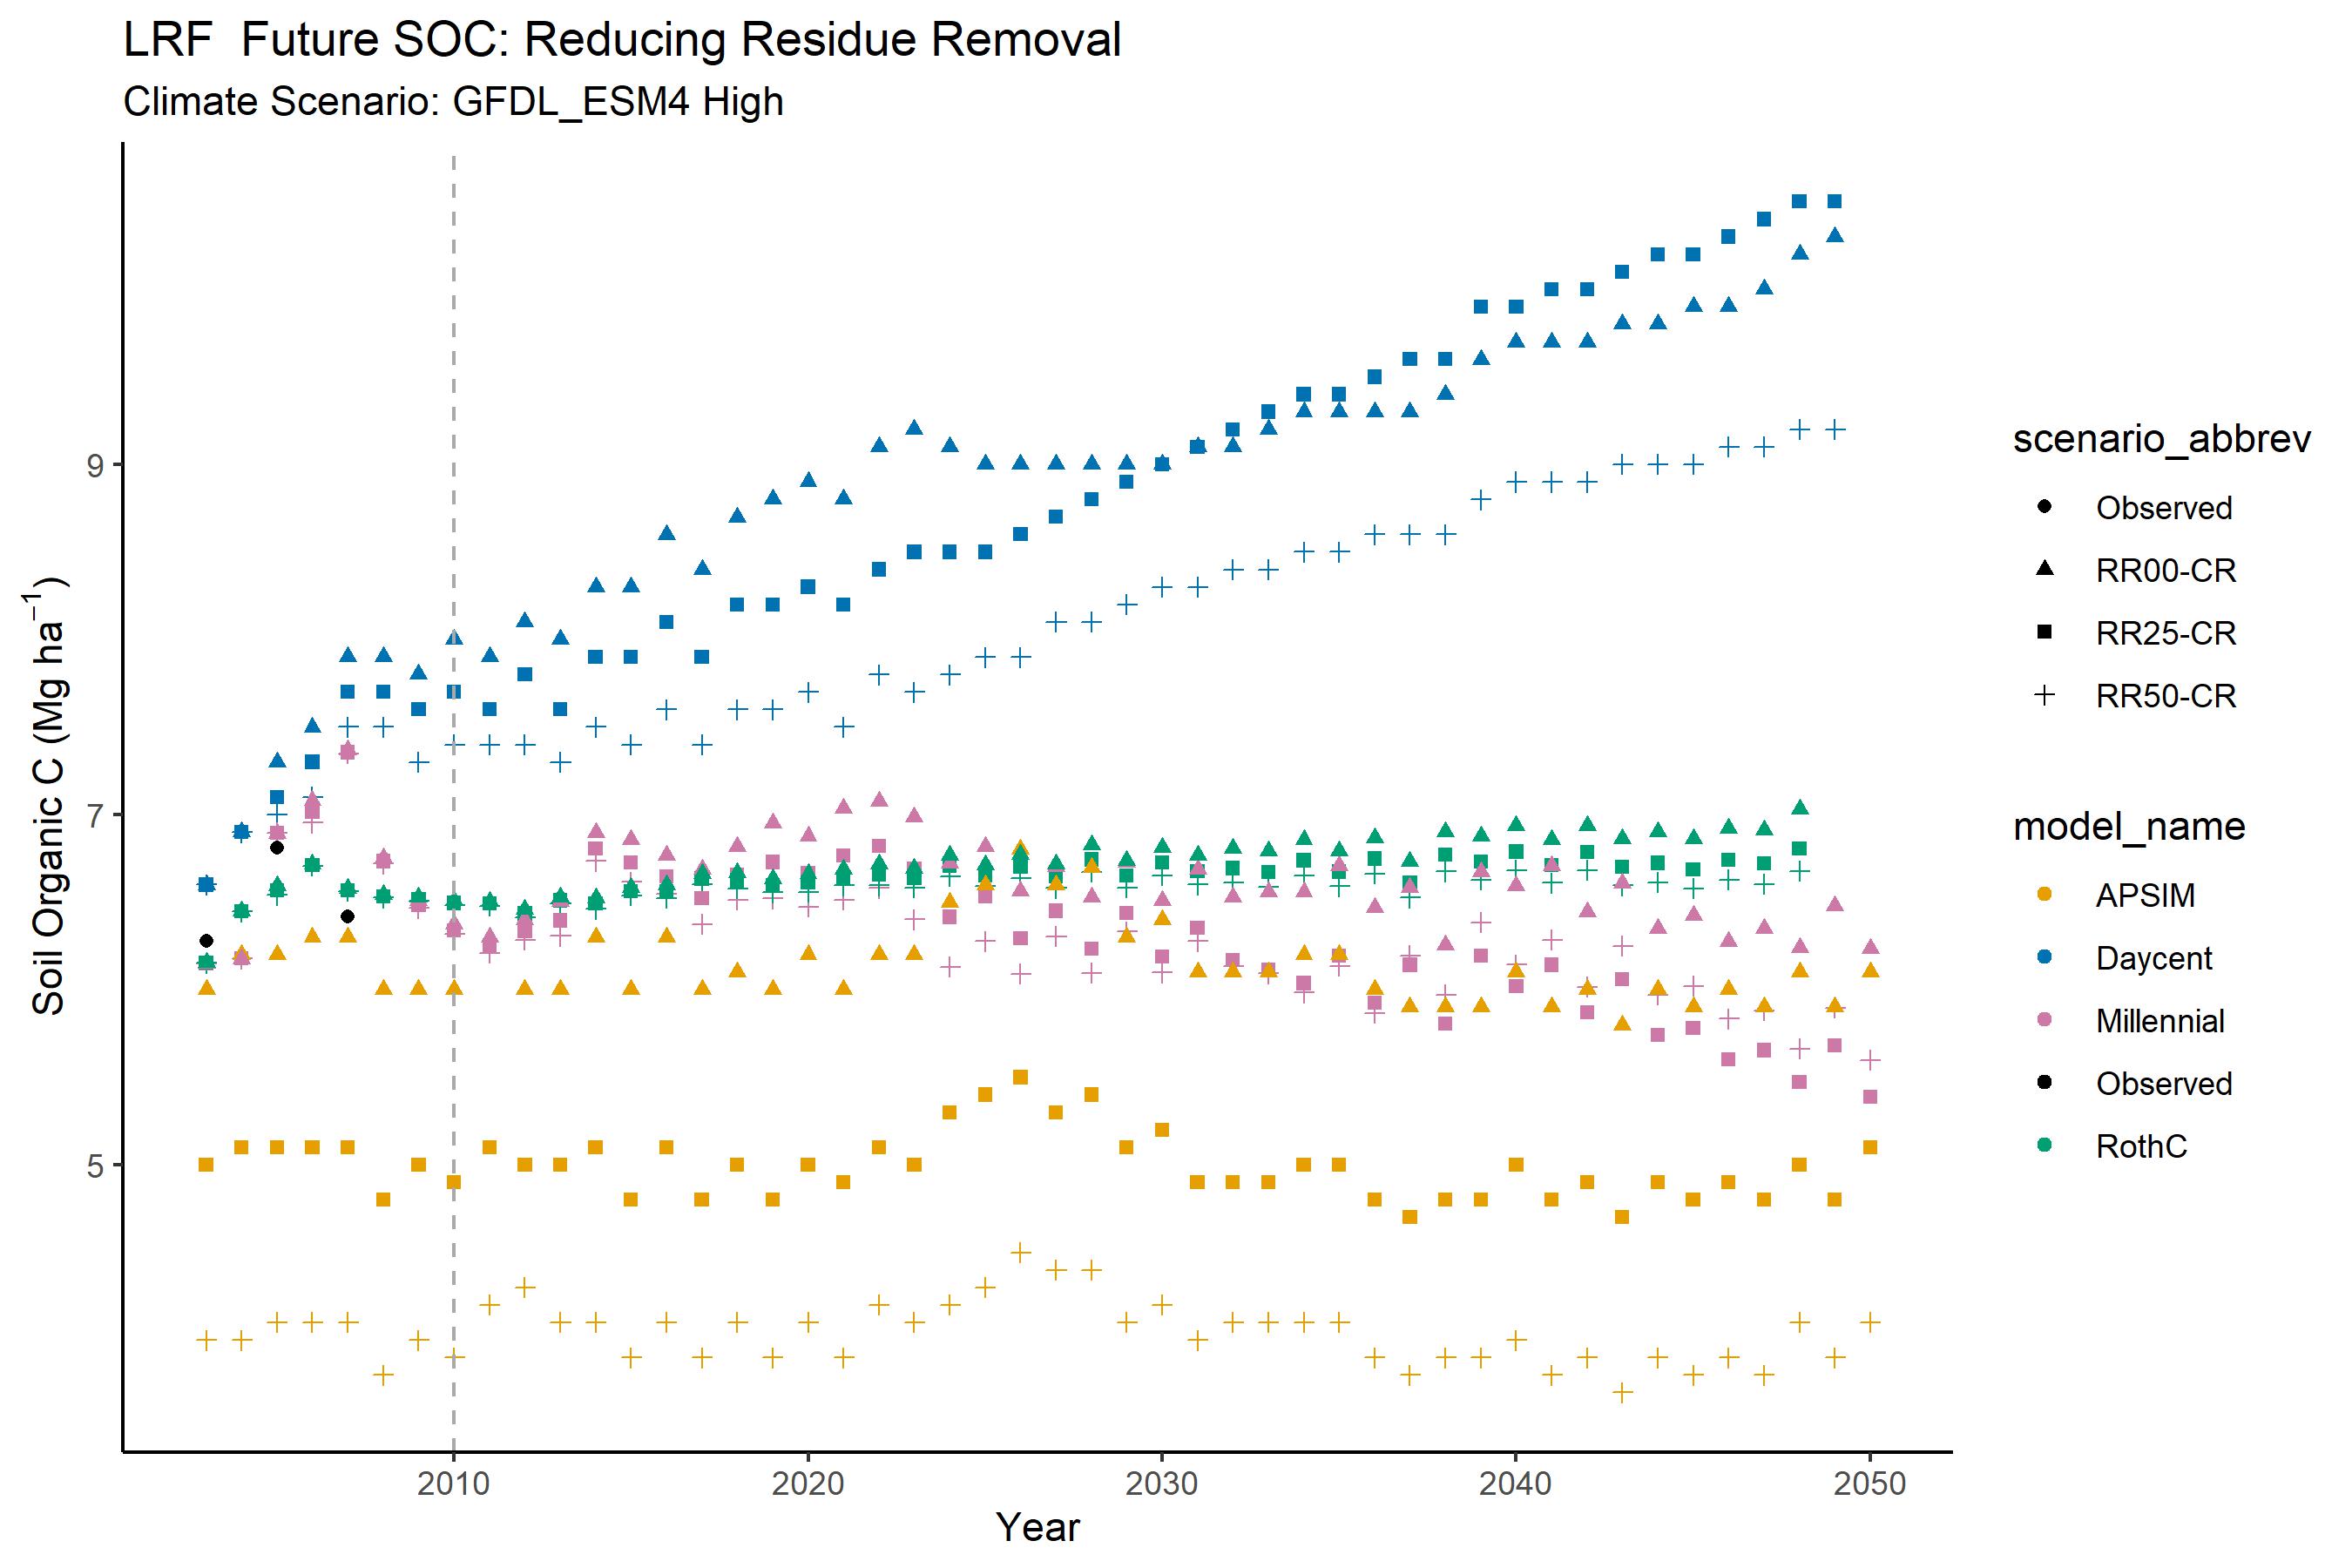 LRF  Future SOC: Reducing Residue Removal
Climate Scenario: GFDL_ESM4 High
Soil Organic C (Mg ha⁻¹)
9
7
5
2010
2020
2030
2040
2050
Year
scenario_abbrev
Observed
RR00-CR
RR25-CR
RR50-CR
model_name
APSIM
Daycent
Millennial
Observed
RothC